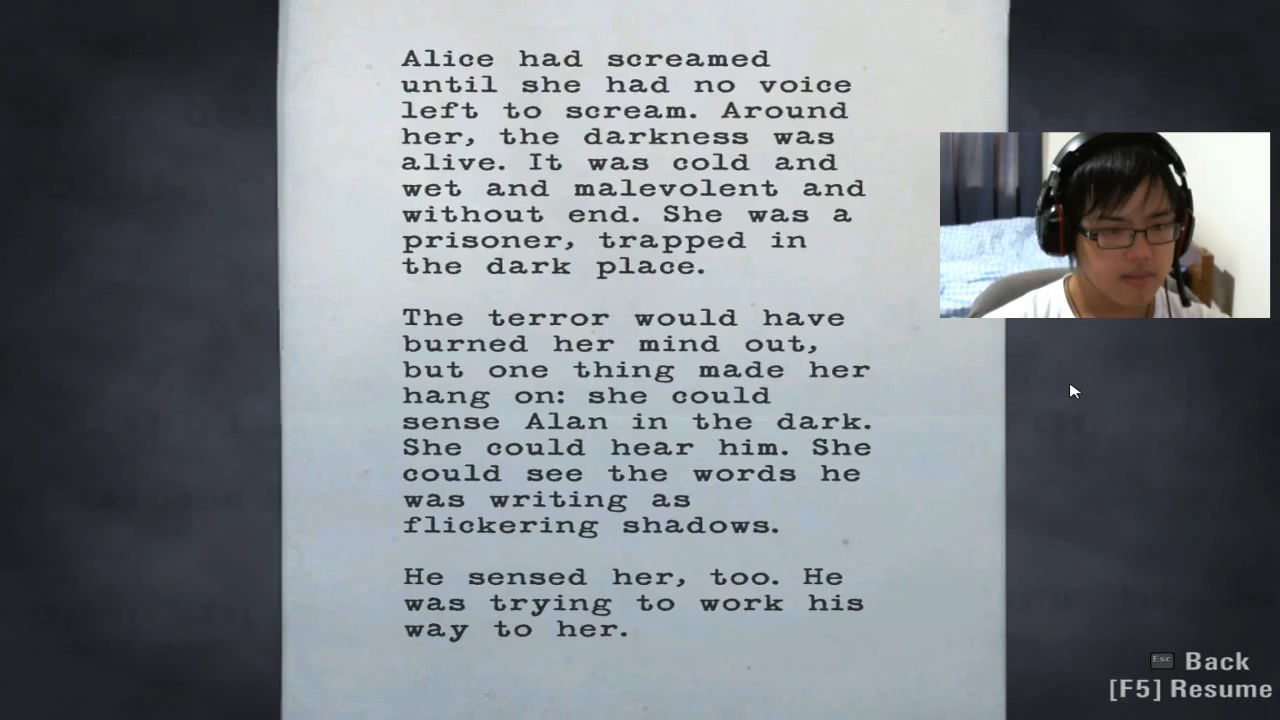 Alice had screamed
until she had no voice
left to scream. Around
her, the darkness was
alive. It was cold and
wet and malevolent and
without end. She was a
prisoner, trapped in
the dark place.
The terror would have
burned her mind out,
but one thing made her
hang on: she could
sense Alan in the dark.
She could hear him. She
could see the words he
was writing as
flickering shadows.
He sensed her, too. He
was trying to work his
way to her.
Esc Back
[F5] Resume